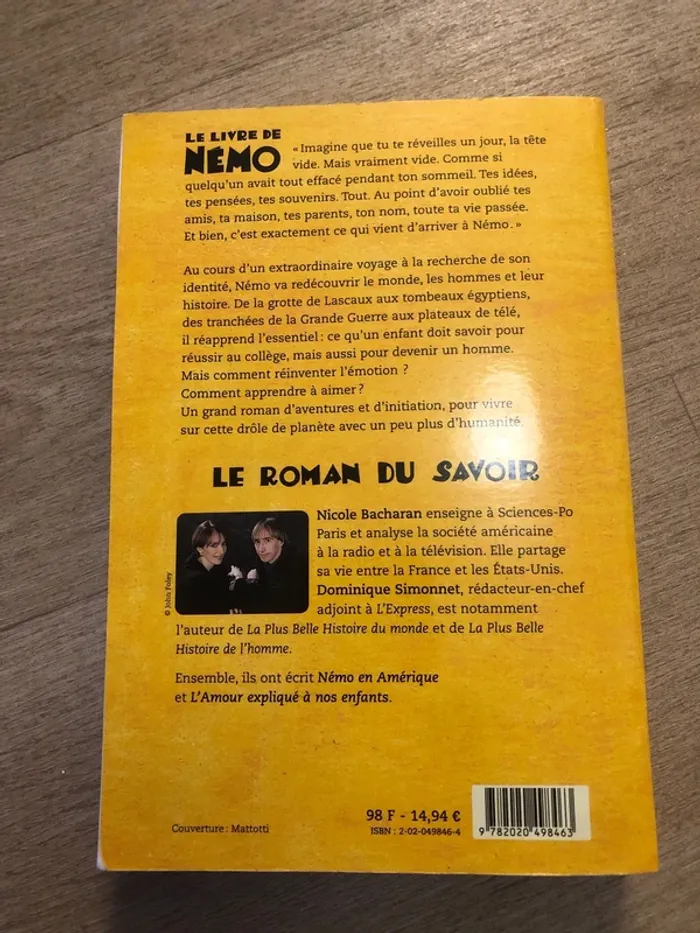 LE LIVRE DE
NÉMO
« Imagine que tu te réveilles un jour, la tête
vide. Mais vraiment vide. Comme si
quelqu'un avait tout effacé pendant ton sommeil. Tes idées,
tes pensées, tes souvenirs. Tout. Au point d'avoir oublié tes
amis, ta maison, tes parents, ton nom, toute ta vie passée.
Et bien, c'est exactement ce qui vient d'arriver à Némo. »
Au cours d'un extraordinaire voyage à la recherche de son
identité, Némo va redécouvrir le monde, les hommes et leur
histoire. De la grotte de Lascaux aux tombeaux égyptiens,
des tranchées de la Grande Guerre aux plateaux de télé,
il réapprend l'essentiel : ce qu'un enfant doit savoir pour
réussir au collège, mais aussi pour devenir un homme.
Mais comment réinventer l'émotion ?
Comment apprendre à aimer ?
Un grand roman d'aventures et d'initiation, pour vivre
sur cette drôle de planète avec un peu plus d'humanité.
LE ROMAN DU SAVOIR
Nicole Bacharan enseigne à Sciences-Po
Paris et analyse la société américaine
à la radio et à la télévision. Elle partage
sa vie entre la France et les États-Unis.
Dominique Simonnet, rédacteur-en-chef
adjoint à L'Express, est notamment
l'auteur de La Plus Belle Histoire du monde et de La Plus Belle
Histoire de l'homme.
© John Foley
Ensemble, ils ont écrit Némo en Amérique
et L'Amour expliqué à nos enfants.
Couverture : Mattotti
98 F - 14,94 €
ISBN : 2-02-049846-4
9 782020 498463